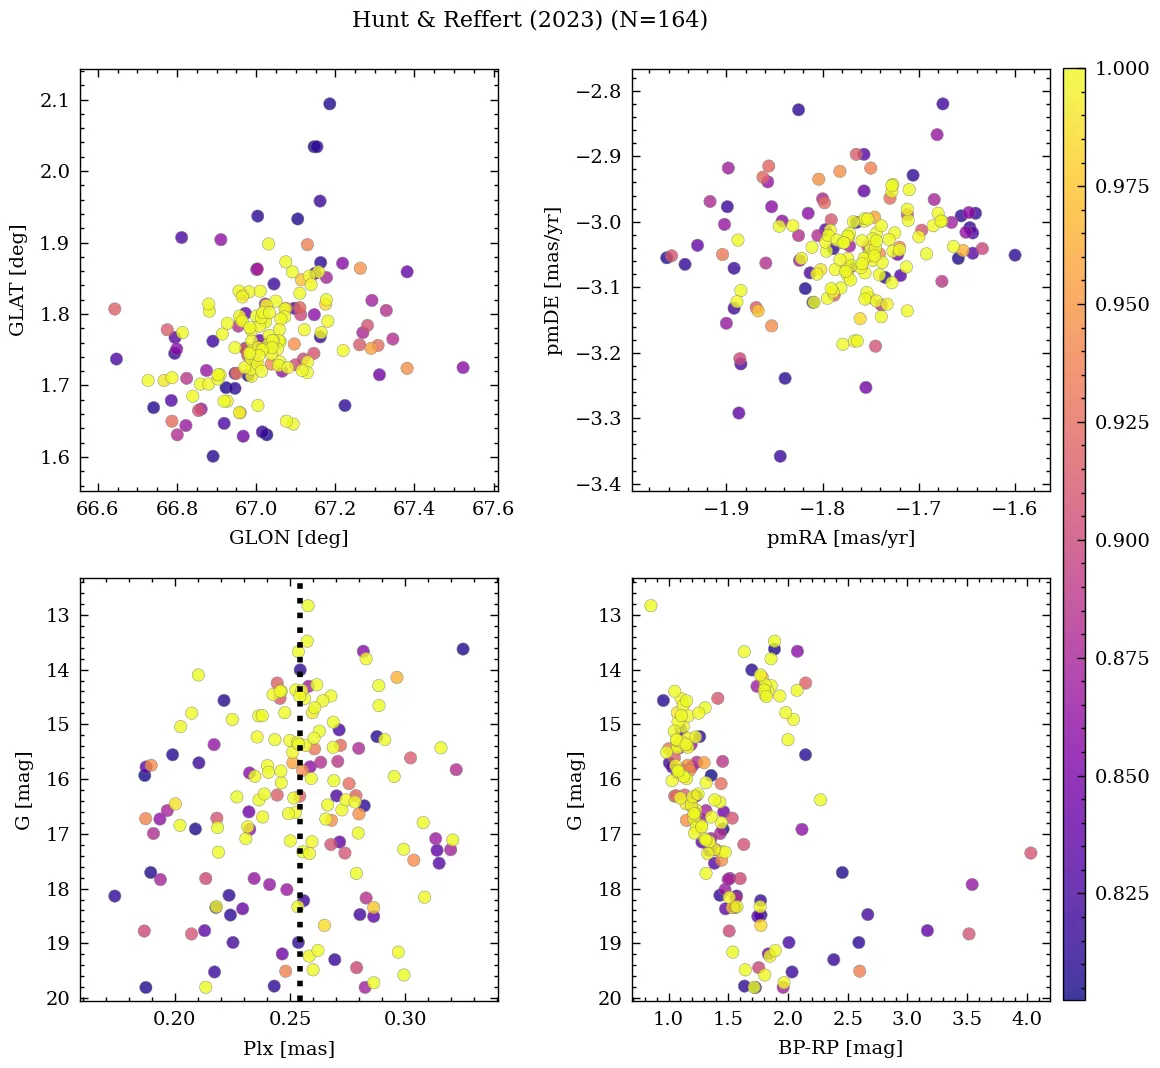 Hunt & Reffert (2023) (N=164)
2.1
2.0
1.9
1.8
1.7
1.6
GLAT [deg]
66.6 66.8 67.0 67.2 67.4 67.6
GLON [deg]
−2.8
−2.9
−3.0
−3.1
−3.2
−3.3
−3.4
pmDE [mas/yr]
−1.9 −1.8 −1.7 −1.6
pmRA [mas/yr]
1.000
0.975
0.950
0.925
0.900
0.875
0.850
0.825
13
14
15
16
17
18
19
20
G [mag]
0.20 0.25 0.30
Plx [mas]
13
14
15
16
17
18
19
20
G [mag]
1.0 1.5 2.0 2.5 3.0 3.5 4.0
BP-RP [mag]